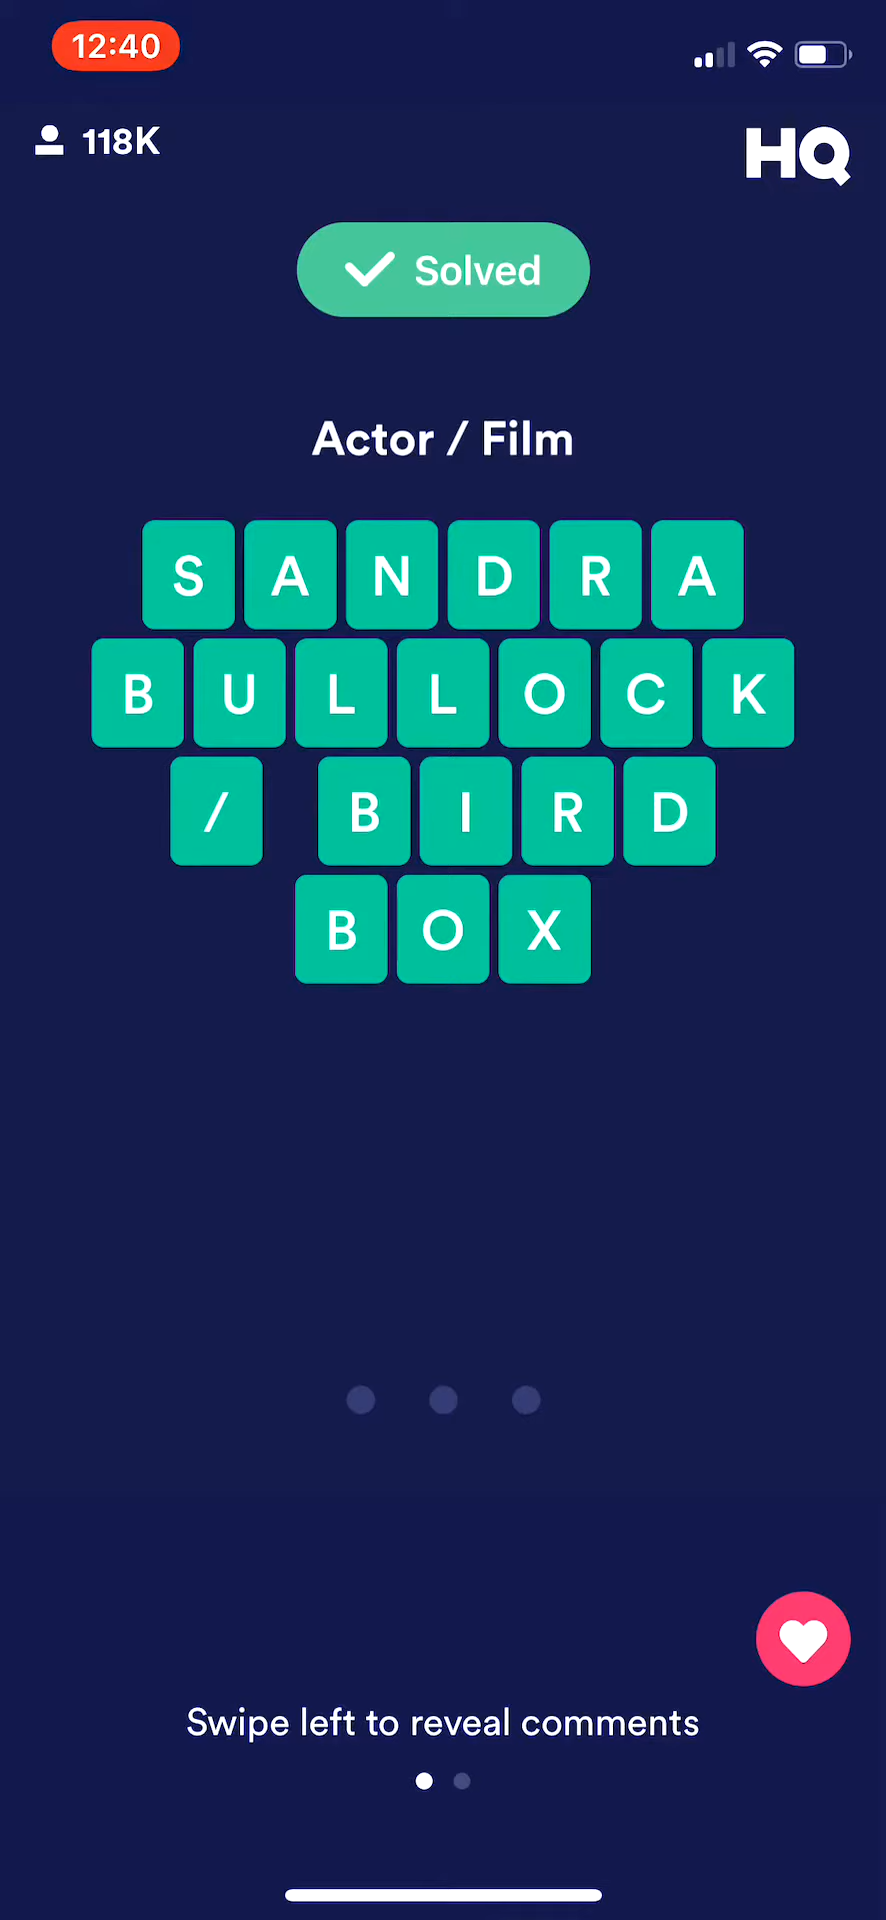 12:40
118K
HQ
Solved
Actor / Film
SANDRA
BULLOCK
/ BIRD
BOX
Swipe left to reveal comments